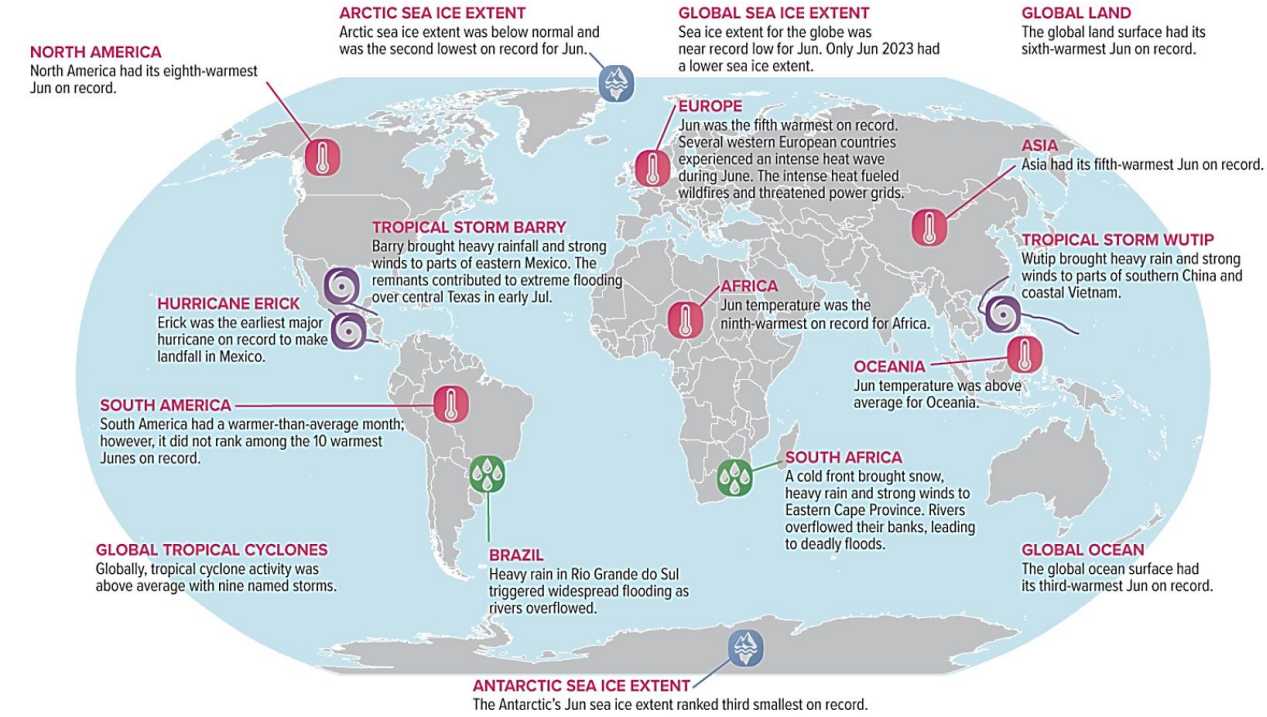 ARCTIC SEA ICE EXTENT
Arctic sea ice extent was below normal and
was the second lowest on record for Jun.
GLOBAL SEA ICE EXTENT
Sea ice extent for the globe was
near record low for Jun. Only Jun 2023 had
a lower sea ice extent.
GLOBAL LAND
The global land surface had its
sixth-warmest Jun on record.
NORTH AMERICA
North America had its eighth-warmest
Jun on record.
EUROPE
Jun was the fifth warmest on record.
Several western European countries
experienced an intense heat wave
during June. The intense heat fueled
wildfires and threatened power grids.
ASIA
Asia had its fifth-warmest Jun on record.
TROPICAL STORM BARRY
Barry brought heavy rainfall and strong
winds to parts of eastern Mexico. The
remnants contributed to extreme flooding
over central Texas in early Jul.
TROPICAL STORM WUTIP
Wutip brought heavy rain and strong
winds to parts of southern China and
coastal Vietnam.
HURRICANE ERICK
Erick was the earliest major
hurricane on record to make
landfall in Mexico.
AFRICA
Jun temperature was the
ninth-warmest on record for Africa.
OCEANIA
Jun temperature was above
average for Oceania.
SOUTH AMERICA
South America had a warmer-than-average month;
however, it did not rank among the 10 warmest
Junes on record.
SOUTH AFRICA
A cold front brought snow,
heavy rain and strong winds to
Eastern Cape Province. Rivers
overflowed their banks, leading
to deadly floods.
GLOBAL TROPICAL CYCLONES
Globally, tropical cyclone activity was
above average with nine named storms.
BRAZIL
Heavy rain in Rio Grande do Sul
triggered widespread flooding as
rivers overflowed.
GLOBAL OCEAN
The global ocean surface had
its third-warmest Jun on record.
ANTARCTIC SEA ICE EXTENT
The Antarctic's Jun sea ice extent ranked third smallest on record.